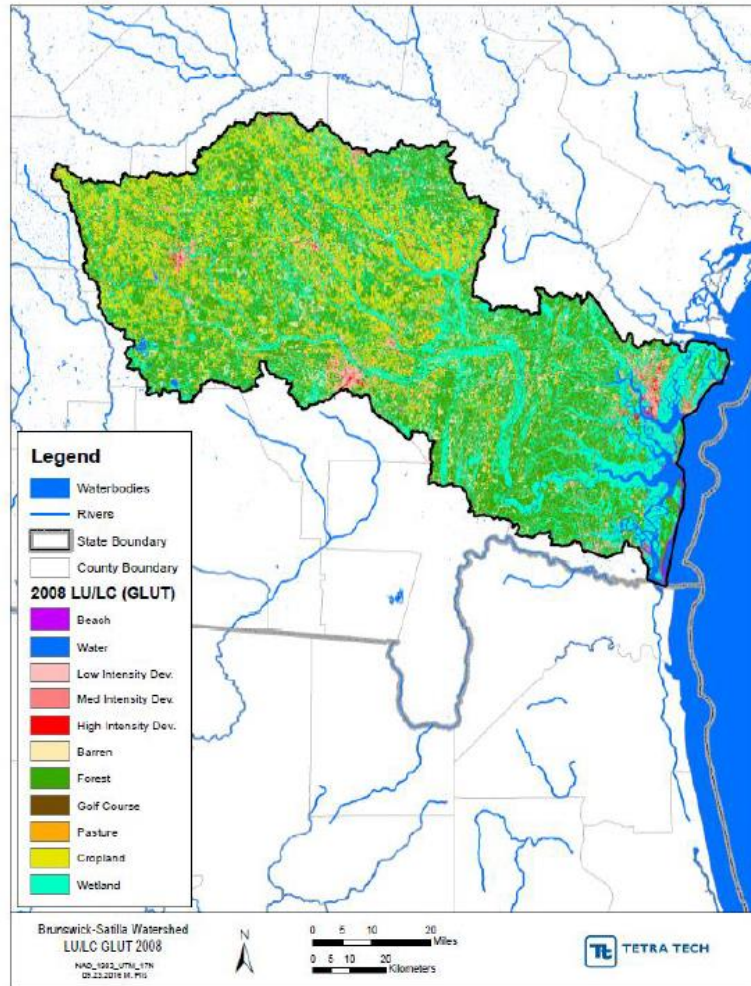 Legend
Waterbodies
Rivers
State Boundary
County Boundary
2008 LU/LC (GLUT)
Beach
Water
Low Intensity Dev.
Med Intensity Dev.
High Intensity Dev.
Barren
Forest
Golf Course
Pasture
Cropland
Wetland
Brunswick-Satilla Watershed
LU/LC GLUT 2008
NAD_1983_UTM_17N
N
0 5 10 20
Miles
0 5 10 20
Kilometers
Tt TETRA TECH